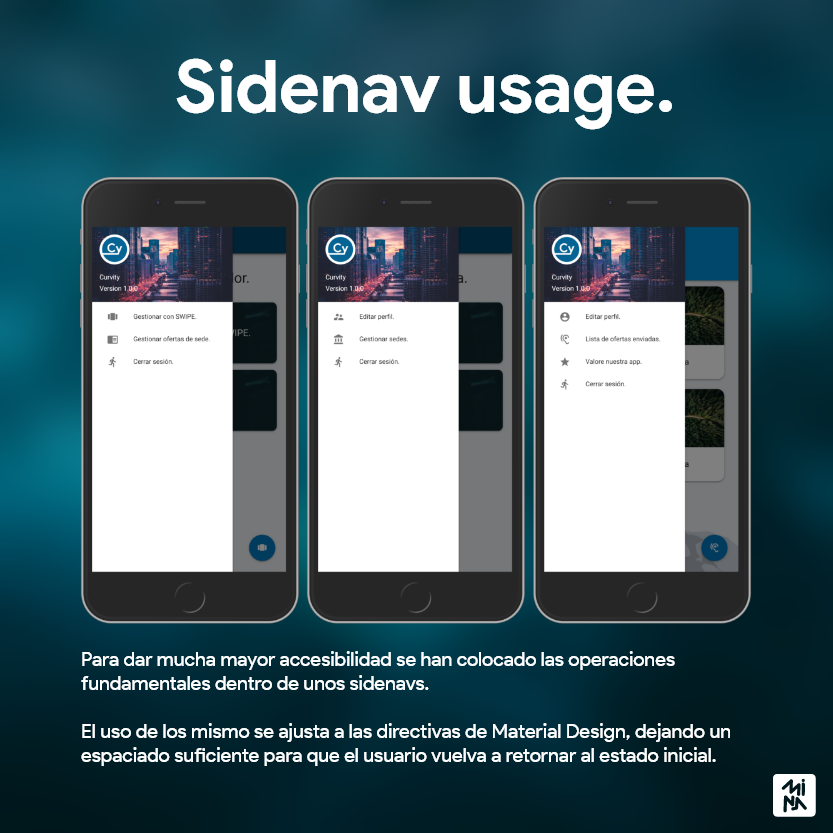 Sidenav usage.
Cy
Curvity
Version 1.0.0
or.
Gestionar con SWIPE.
Gestionar ofertas de sede.
Cerrar sesión.
IPE.
Cy
Curvity
Version 1.0.0
a.
Editar perfil.
Gestionar sedes.
Cerrar sesión.
Cy
Curvity
Version 1.0.0
Editar perfil.
Lista de ofertas enviadas.
Valore nuestra app.
Cerrar sesión.
a
a
Para dar mucha mayor accesibilidad se han colocado las operaciones
fundamentales dentro de unos sidenavs.
El uso de los mismo se ajusta a las directivas de Material Design, dejando un
espaciado suficiente para que el usuario vuelva a retornar al estado inicial.
MiNA